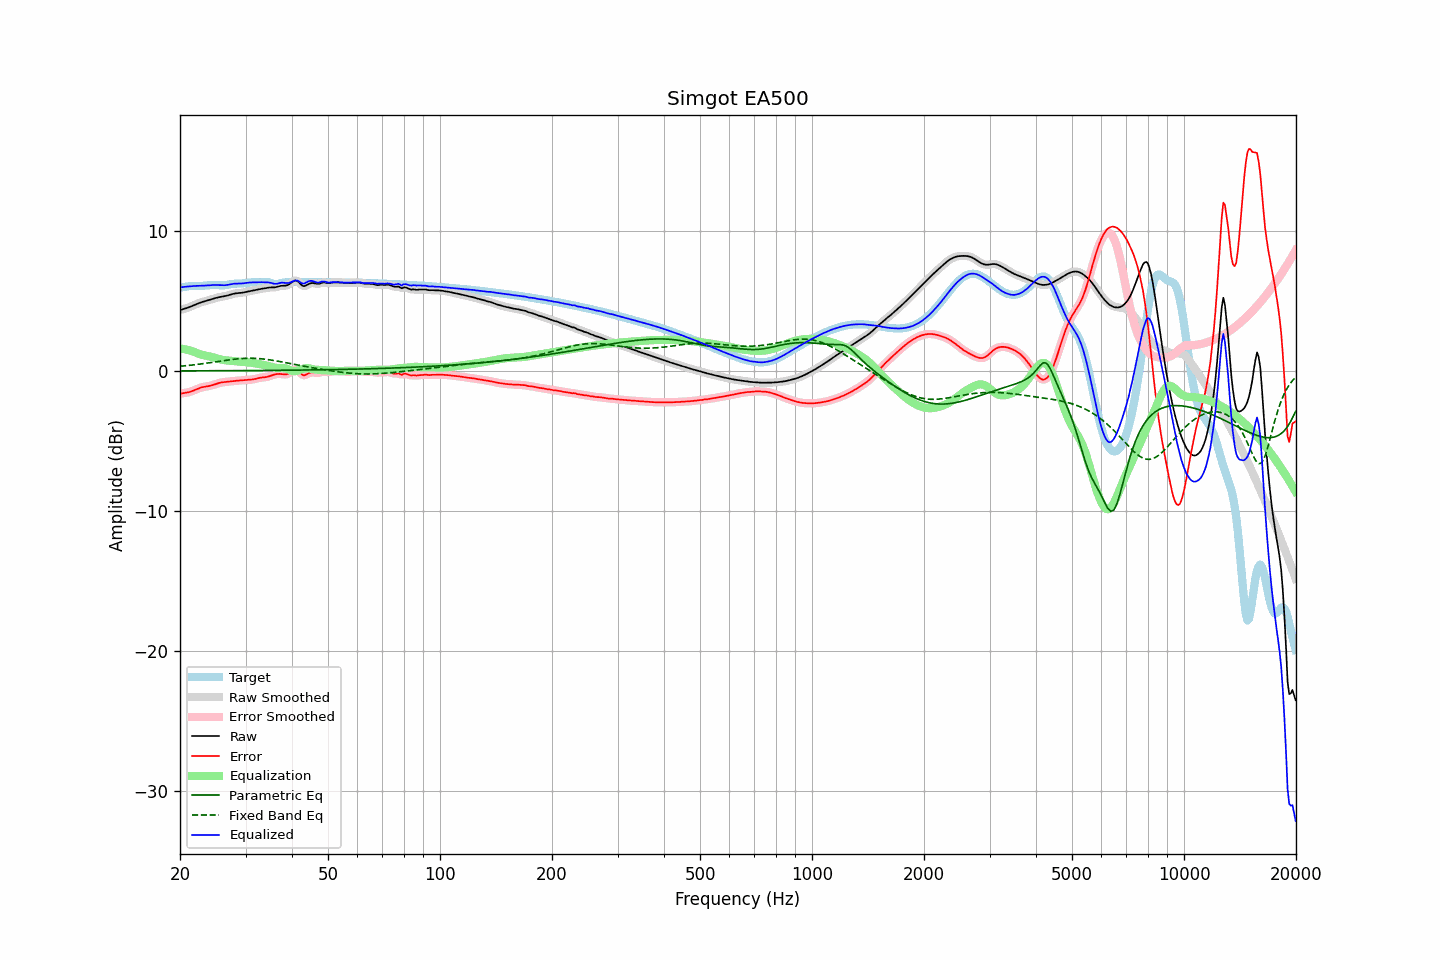 Simgot EA500
Amplitude (dBr)
10
0
−10
−20
−30
Target
Raw Smoothed
Error Smoothed
Raw
Error
Equalization
Parametric Eq
Fixed Band Eq
Equalized
20 50 100 200 500 1000 2000 5000 10000 20000
Frequency (Hz)